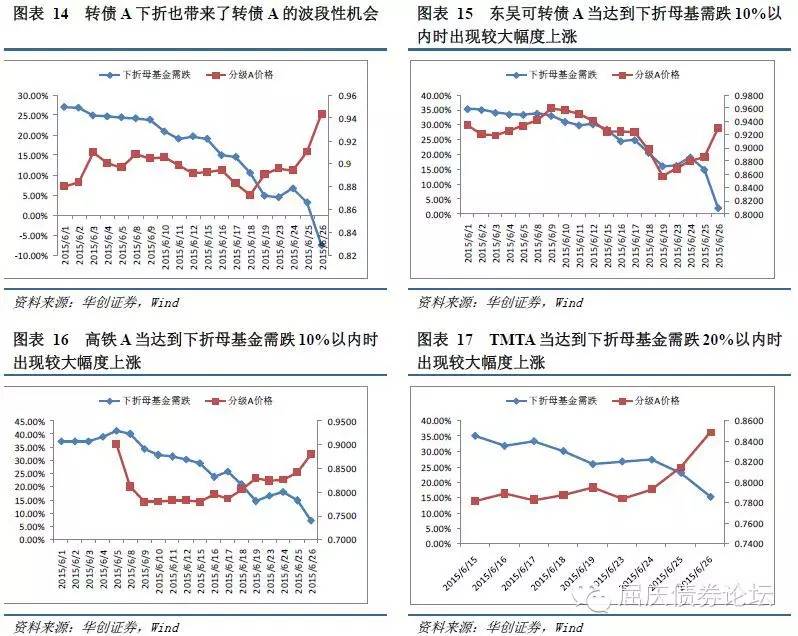 图表 14 转债 A 下折也带来了转债 A 的波段性机会
下折母基金需跌 分级A价格
30.00% 0.96
25.00% 0.94
20.00% 0.92
15.00%
10.00% 0.9
5.00% 0.88
0.00% 0.86
-5.00% 0.84
-10.00% 0.82
2015/6/1 2015/6/2 2015/6/3 2015/6/4 2015/6/5 2015/6/8 2015/6/9 2015/6/10 2015/6/11 2015/6/12 2015/6/15 2015/6/16 2015/6/17 2015/6/18 2015/6/19 2015/6/23 2015/6/24 2015/6/25 2015/6/26
资料来源：华创证券，Wind
图表 15 东吴可转债 A 当达到下折母基需跌 10%以
内时出现较大幅度上涨
下折母基金需跌 分级A价格
40.00% 0.9800
35.00% 0.9600
30.00% 0.9400
25.00% 0.9200
20.00% 0.9000
15.00% 0.8800
10.00% 0.8600
5.00% 0.8400
0.00% 0.8200
0.8000
2015/6/1 2015/6/2 2015/6/3 2015/6/4 2015/6/5 2015/6/8 2015/6/9 2015/6/10 2015/6/11 2015/6/12 2015/6/15 2015/6/16 2015/6/17 2015/6/18 2015/6/19 2015/6/23 2015/6/24 2015/6/25 2015/6/26
资料来源：华创证券，Wind
图表 16 高铁 A 当达到下折母基金需跌 10%以内时
出现较大幅度上涨
下折母基金需跌 分级A价格
45.00% 0.9500
40.00%
35.00% 0.9000
30.00%
25.00% 0.8500
20.00%
15.00% 0.8000
10.00% 0.7500
5.00%
0.00% 0.7000
2015/6/1 2015/6/2 2015/6/3 2015/6/4 2015/6/5 2015/6/8 2015/6/9 2015/6/10 2015/6/11 2015/6/12 2015/6/15 2015/6/16 2015/6/17 2015/6/18 2015/6/19 2015/6/23 2015/6/24 2015/6/25 2015/6/26
资料来源：华创证券，Wind
图表 17 TMTA 当达到下折母基金需跌 20%以内时
出现较大幅度上涨
下折母基金需跌 分级A价格
40.00% 0.8600
35.00% 0.8400
30.00% 0.8200
25.00%
20.00% 0.8000
15.00% 0.7800
10.00%
5.00% 0.7600
0.00% 0.7400
2015/6/15 2015/6/16 2015/6/17 2015/6/18 2015/6/19 2015/6/23 2015/6/24 2015/6/25 2015/6/26
屈庆债券论坛
资料来源：华创证券，Wind